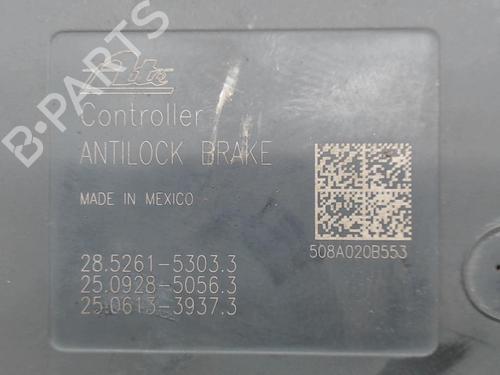 Ate
Controller
ANTILOCK BRAKE
MADE IN MEXICO
508A020B553
28.5261-5303.3
25.0928-5056.3
25.0613-3937.3
B-PARTS